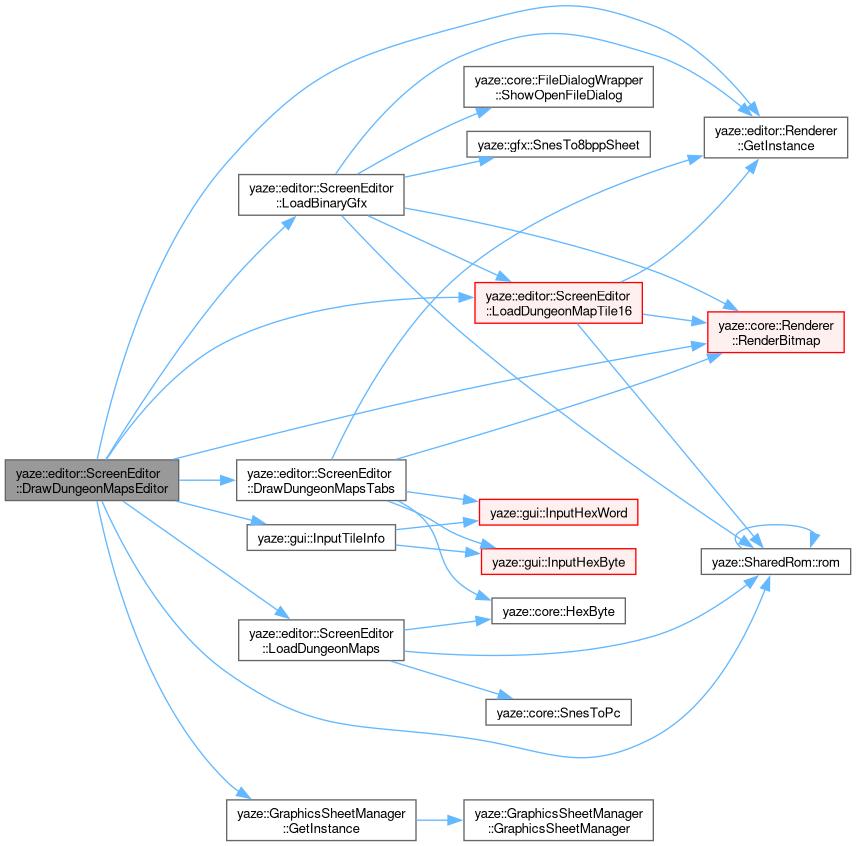 yaze::core::FileDialogWrapper
::ShowOpenFileDialog
yaze::editor::Renderer
::GetInstance
yaze::gfx::SnesTo8bppSheet
yaze::editor::ScreenEditor
::LoadBinaryGfx
yaze::editor::ScreenEditor
::LoadDungeonMapTile16
yaze::core::Renderer
::RenderBitmap
yaze::editor::ScreenEditor
::DrawDungeonMapsEditor
yaze::editor::ScreenEditor
::DrawDungeonMapsTabs
yaze::gui::InputHexWord
yaze::gui::InputTileInfo
yaze::gui::InputHexByte
yaze::SharedRom::rom
yaze::core::HexByte
yaze::editor::ScreenEditor
::LoadDungeonMaps
yaze::core::SnesToPc
yaze::GraphicsSheetManager
::GetInstance
yaze::GraphicsSheetManager
::GraphicsSheetManager